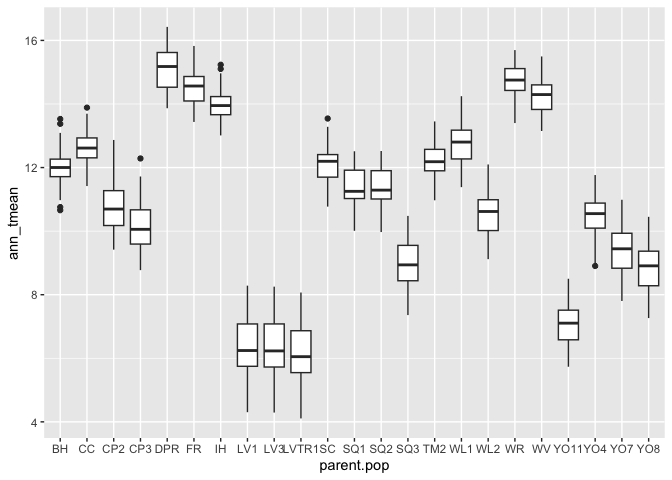 16
12
8
4
ann_tmean
BH CC CP2 CP3 DPR FR IH LV1 LV3 LVTR1 SC SQ1 SQ2 SQ3 TM2 WL1 WL2 WR WV YO11 YO4 YO7 YO8
parent.pop